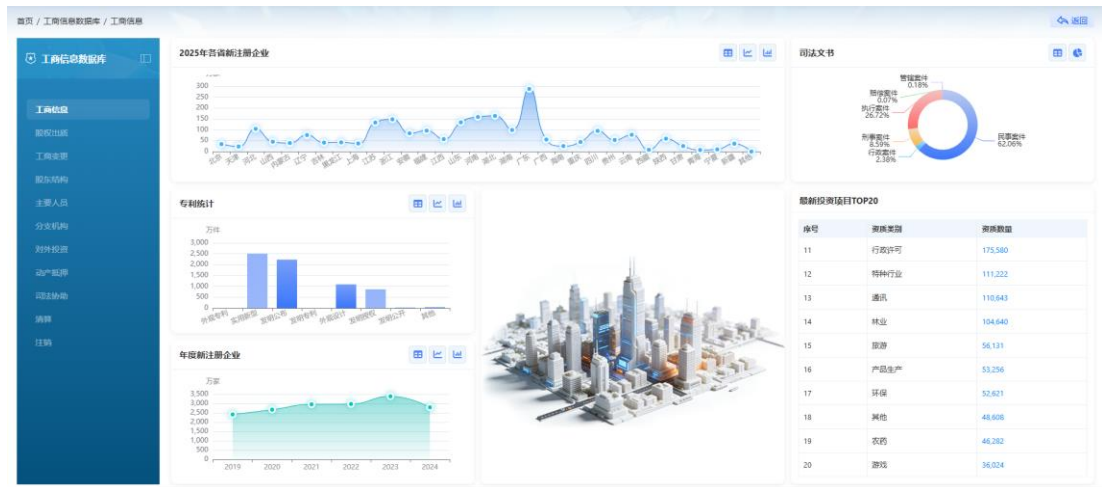 首页 / 工商信息数据库 / 工商信息
返回
工商信息数据库
工商信息
股权出质
工商变更
股东结构
主要人员
分支机构
对外投资
动产抵押
司法协助
清算
注销
2025年各省新注册企业
300
250
200
150
100
50
0
北京 天津 河北 山西 内蒙古 辽宁 吉林 黑龙江 上海 江苏 浙江 安徽 福建 江西 山东 河南 湖北 湖南 广东 广西 海南 重庆 四川 贵州 云南 西藏 陕西 甘肃 青海 宁夏 新疆 其他
专利统计
万件
3,000
2,500
2,000
1,500
1,000
500
0
外观专利 实用新型 发明公布 发明专利 外观设计 发明授权 发明公开 其他
年度新注册企业
万家
3,500
3,000
2,500
2,000
1,500
1,000
500
0
2019 2020 2021 2022 2023 2024
司法文书
管辖案件
0.18%
赔偿案件
0.07%
执行案件
26.72%
刑事案件
8.59%
行政案件
2.38%
民事案件
62.06%
最新投资项目TOP20
序号 资质类别 资质数量
11 行政许可 175,580
12 特种行业 111,222
13 通讯 110,643
14 林业 104,640
15 旅游 56,131
16 产品生产 53,256
17 环保 52,621
18 其他 48,608
19 农药 46,282
20 游戏 36,024